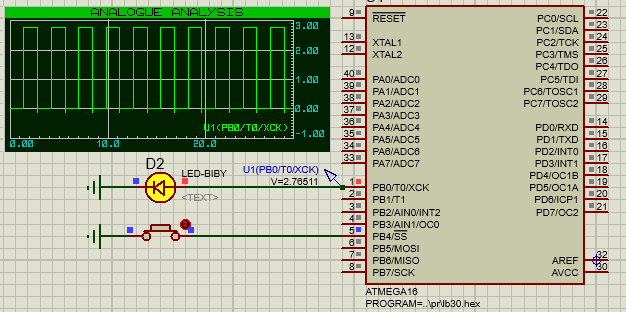 ANALOGUE ANALYSIS
3.00
2.00
1.00
0.00
-1.00
U1(PB0/T0/XCK)
0.00
10.0
20.0
D2
LED-BIBY
<TEXT>
U1(PB0/T0/XCK)
V=2.76511
9 RESET
13 XTAL1
12 XTAL2
40 PA0/ADC0
39 PA1/ADC1
38 PA2/ADC2
37 PA3/ADC3
36 PA4/ADC4
35 PA5/ADC5
34 PA6/ADC6
33 PA7/ADC7
1 PB0/T0/XCK
2 PB1/T1
3 PB2/AIN0/INT2
4 PB3/AIN1/OC0
5 PB4/SS
6 PB5/MOSI
7 PB6/MISO
8 PB7/SCK
PC0/SCL 22
PC1/SDA 23
PC2/TCK 24
PC3/TMS 25
PC4/TDO 26
PC5/TDI 27
PC6/TOSC1 28
PC7/TOSC2 29
PD0/RXD 14
PD1/TXD 15
PD2/INT0 16
PD3/INT1 17
PD4/OC1B 18
PD5/OC1A 19
PD6/ICP1 20
PD7/OC2 21
AREF 32
AVCC 30
ATMEGA16
PROGRAM=..\pr\lb30.hex